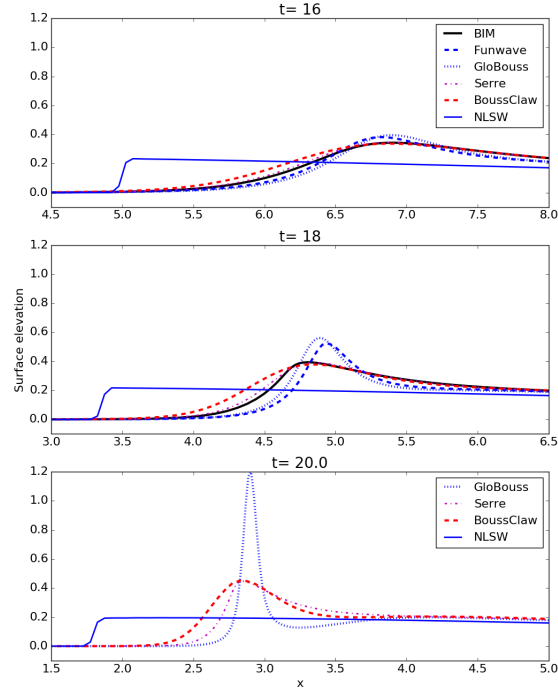 t= 16
1.2
1.0
0.8
0.6
0.4
0.2
0.0
BIM
Funwave
GloBouss
Serre
BoussClaw
NLSW
4.5 5.0 5.5 6.0 6.5 7.0 7.5 8.0
t= 18
Surface elevation
1.2
1.0
0.8
0.6
0.4
0.2
0.0
3.0 3.5 4.0 4.5 5.0 5.5 6.0 6.5
t= 20.0
1.2
1.0
0.8
0.6
0.4
0.2
0.0
GloBouss
Serre
BoussClaw
NLSW
1.5 2.0 2.5 3.0 3.5 4.0 4.5 5.0
x